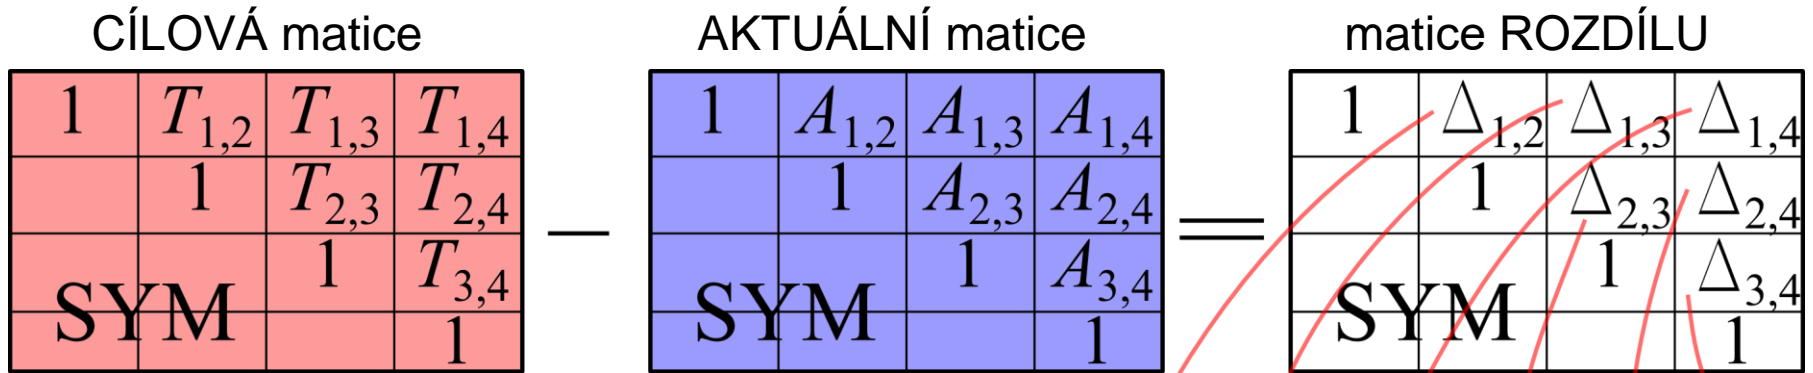 CÍLOVÁ matice AKTUÁLNÍ matice matice ROZDÍLU
1 T1,2 T1,3 T1,4 1 A1,2 A1,3 A1,4 1 Δ1,2 Δ1,3 Δ1,4
1 T2,3 T2,4 — 1 A2,3 A2,4 = 1 Δ2,3 Δ2,4
1 T3,4 1 A3,4 1 Δ3,4
SYM SYM SYM
1 1 1